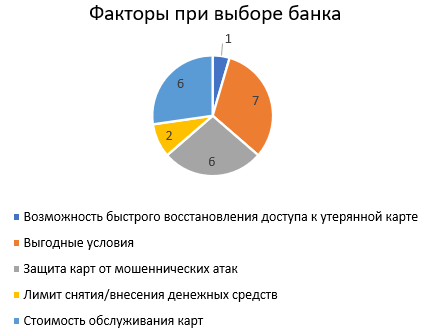 Факторы при выборе банка
1
7
6
2
6
Возможность быстрого восстановления доступа к утерянной карте
Выгодные условия
Защита карт от мошеннических атак
Лимит снятия/внесения денежных средств
Стоимость обслуживания карт